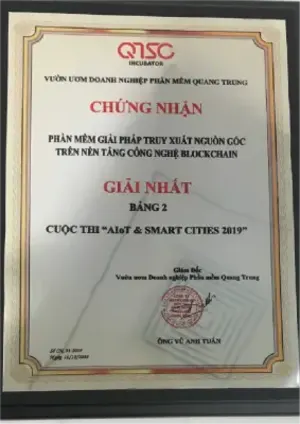 QTSC
INCUBATOR
VƯỜN ƯƠM DOANH NGHIỆP PHẦN MỀM QUANG TRUNG
CHỨNG NHẬN
PHẦN MỀM GIẢI PHÁP TRUY XUẤT NGUỒN GỐC
TRÊN NỀN TẢNG CÔNG NGHỆ BLOCKCHAIN
GIẢI NHẤT
BẢNG 2
CUỘC THI “AIoT & SMART CITIES 2019”
Giám Đốc
Vườn ươm Doanh nghiệp Phần mềm Quang Trung
ÔNG VŨ ANH TUẤN